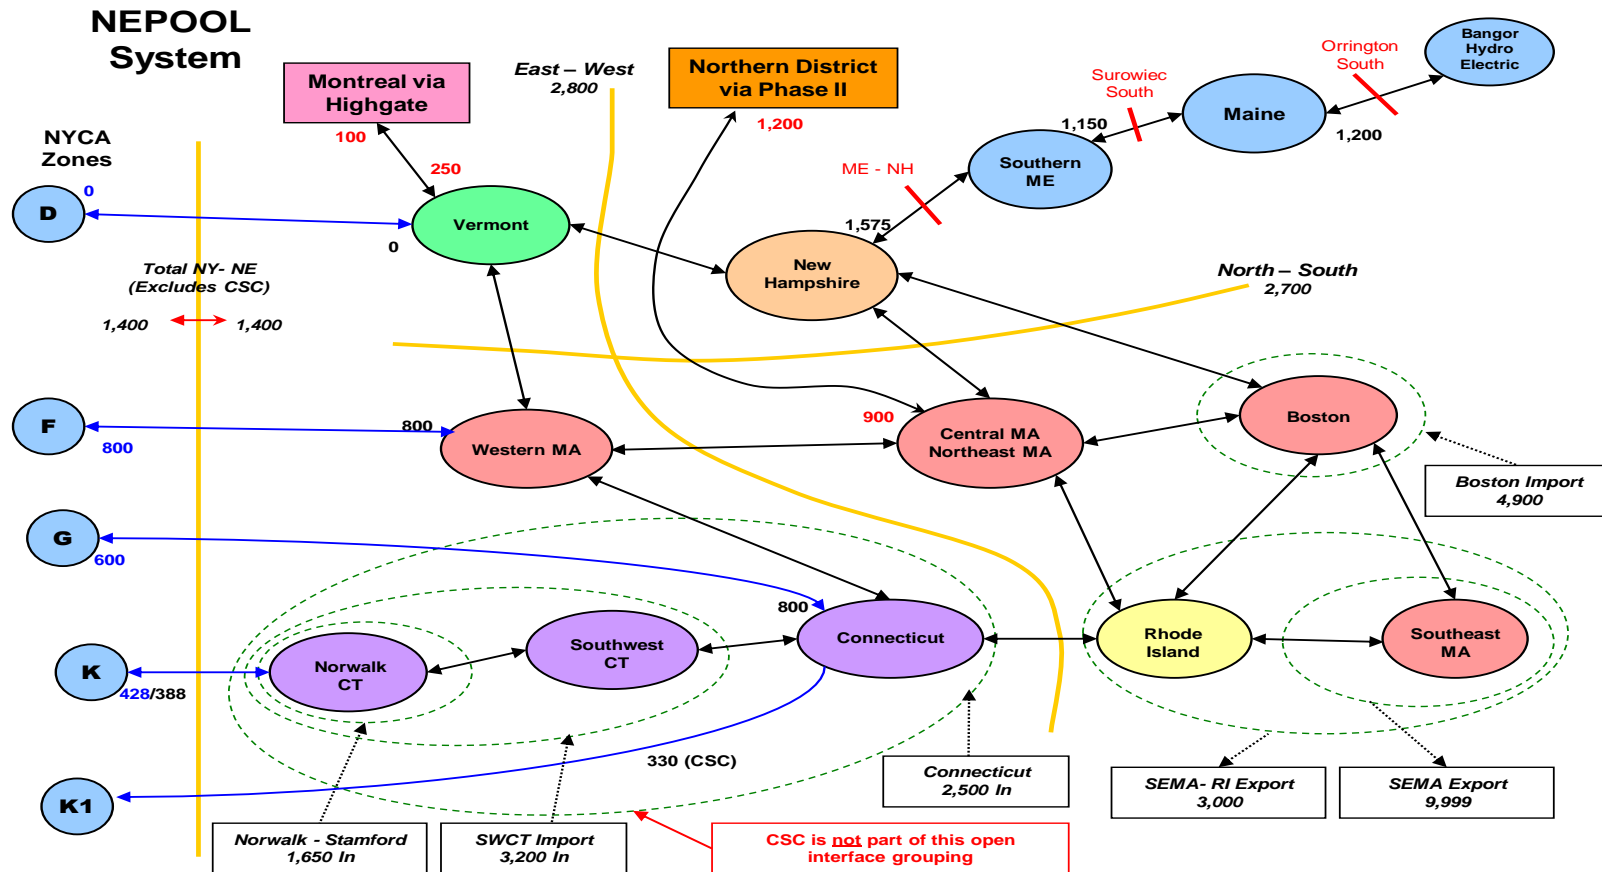 NEPOOL
System
Bangor
Hydro
Electric
Orrington
South
East – West
2,800
Northern District
via Phase II
Surowiec
South
Montreal via
Highgate
Maine
1,200
1,150
1,200
100
NYCA
Zones
Southern
ME
ME - NH
250
0
D
Vermont
1,575
0
New
Hampshire
Total NY- NE
(Excludes CSC)
North – South
2,700
1,400
1,400
F
800
800
Western MA
900
Central MA
Northeast MA
Boston
Boston Import
4,900
G
600
800
Connecticut
Rhode
Island
Southeast
MA
Southwest
CT
Norwalk
CT
K
428/388
330 (CSC)
Connecticut
2,500 In
SEMA- RI Export
3,000
SEMA Export
9,999
K1
Norwalk - Stamford
1,650 In
SWCT Import
3,200 In
CSC is not part of this open
interface grouping